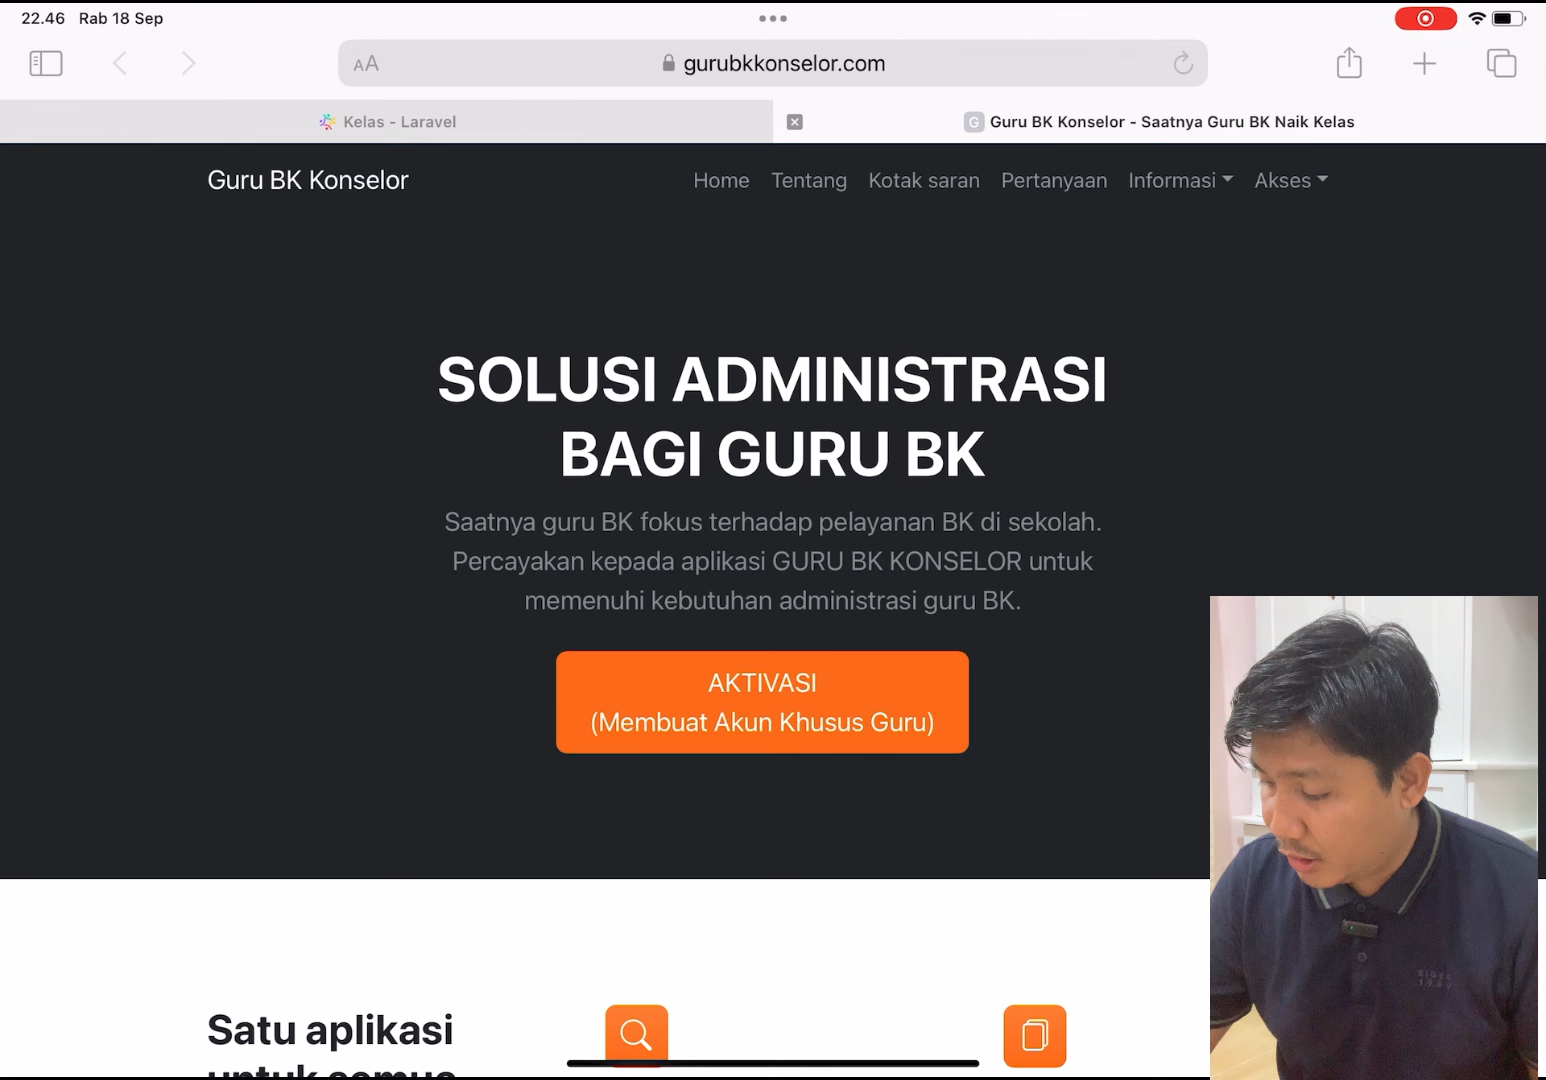 22.46 Rab 18 Sep
AA gurubkkonselor.com
Kelas - Laravel
G Guru BK Konselor - Saatnya Guru BK Naik Kelas
Guru BK Konselor
Home Tentang Kotak saran Pertanyaan Informasi Akses
SOLUSI ADMINISTRASI
BAGI GURU BK
Saatnya guru BK fokus terhadap pelayanan BK di sekolah.
Percayakan kepada aplikasi GURU BK KONSELOR untuk
memenuhi kebutuhan administrasi guru BK.
AKTIVASI
(Membuat Akun Khusus Guru)
Satu aplikasi
untuk semua